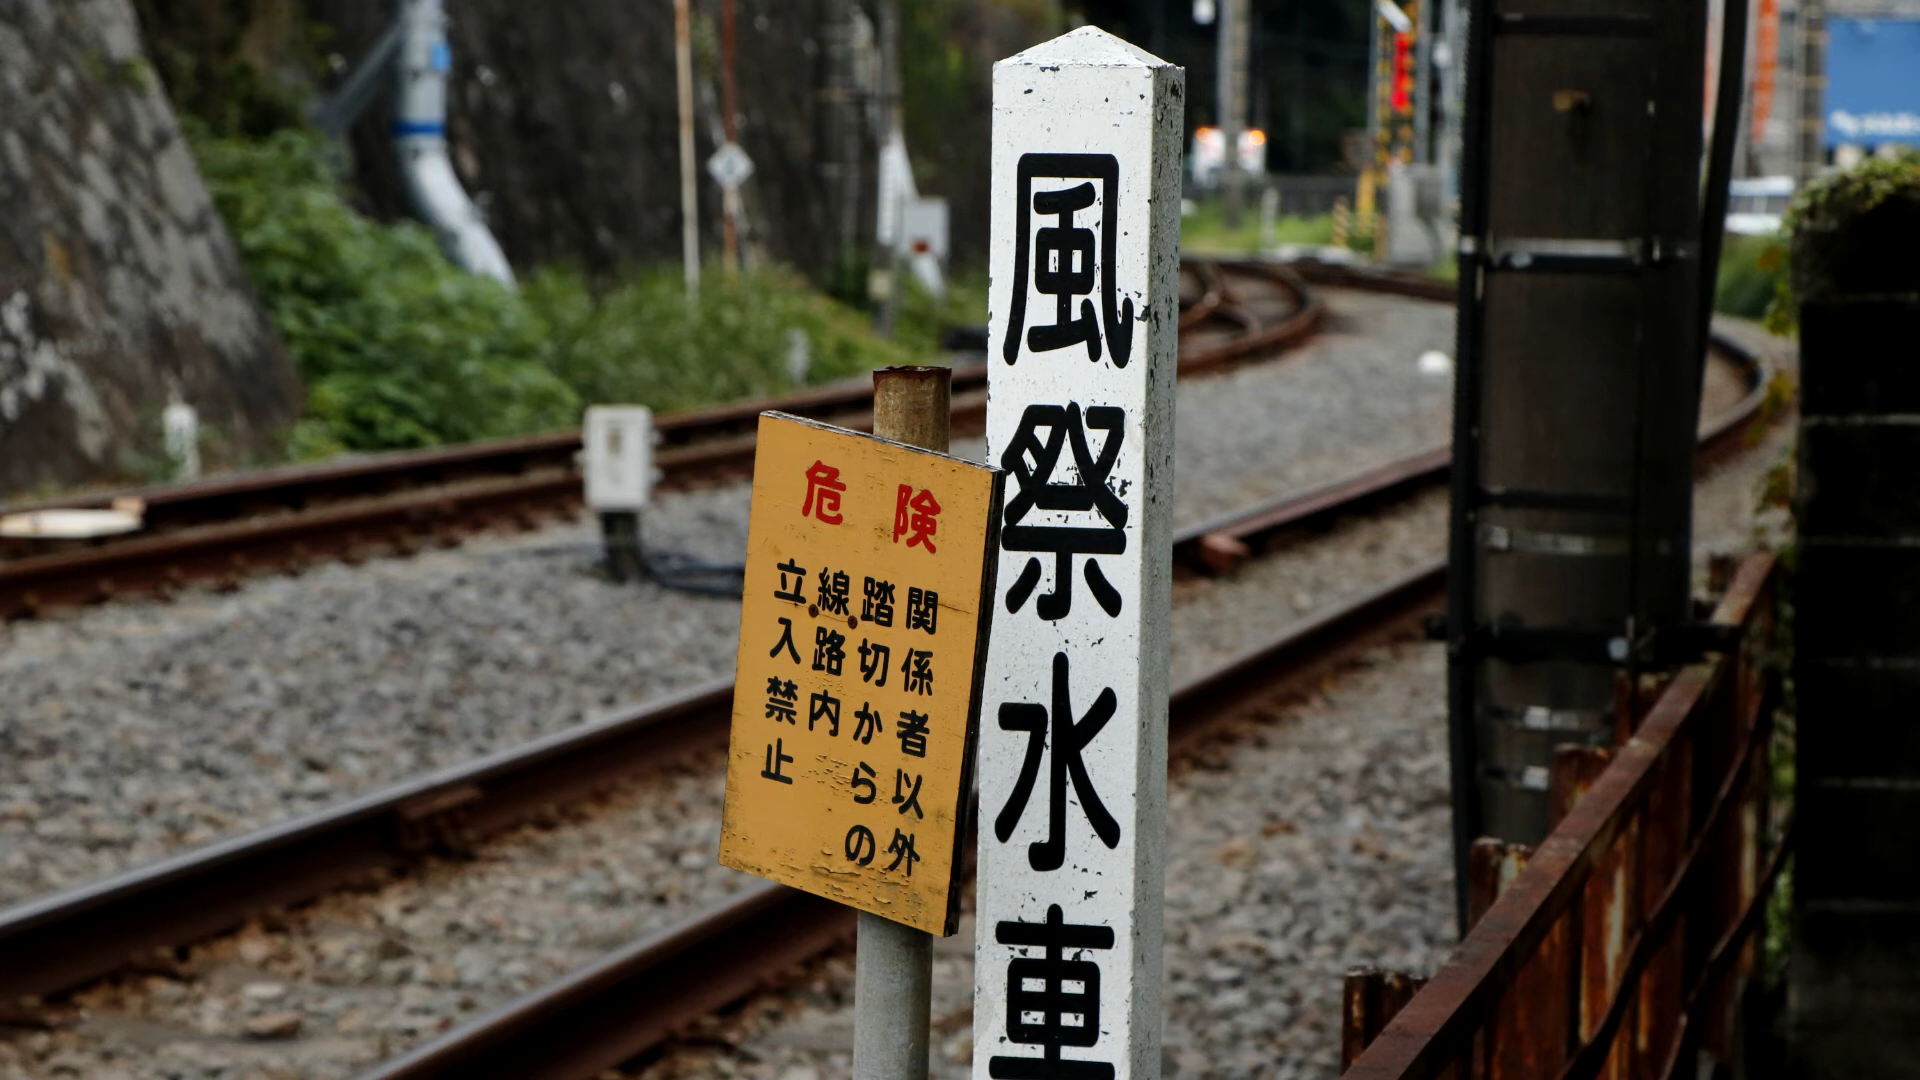 風祭水車
危険
関係者以外
踏切からの
線路内
立入禁止